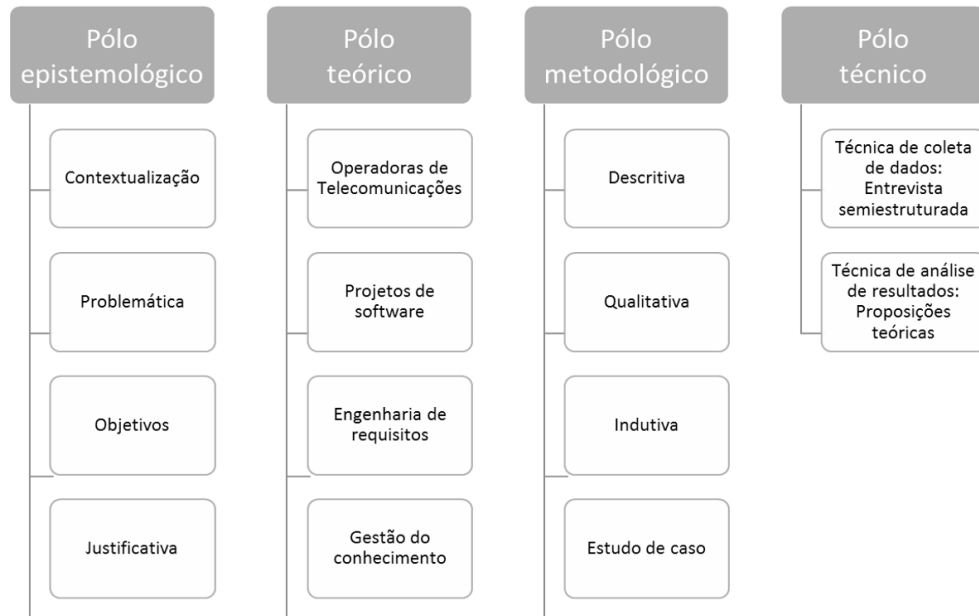 Pólo
epistemológico
Contextualização
Problemática
Objetivos
Justificativa
Pólo
teórico
Operadoras de
Telecomunicações
Projetos de
software
Engenharia de
requisitos
Gestão do
conhecimento
Pólo
metodológico
Descritiva
Qualitativa
Indutiva
Estudo de caso
Pólo
técnico
Técnica de coleta
de dados:
Entrevista
semiestruturada
Técnica de análise
de resultados:
Proposições
teóricas